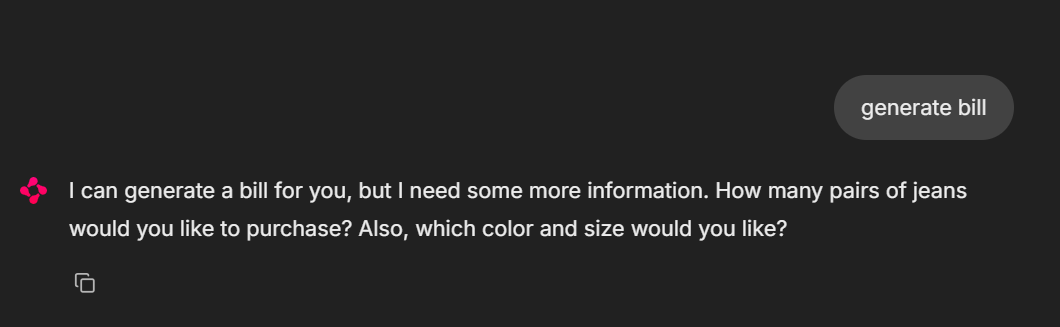 generate bill
I can generate a bill for you, but I need some more information. How many pairs of jeans
would you like to purchase? Also, which color and size would you like?